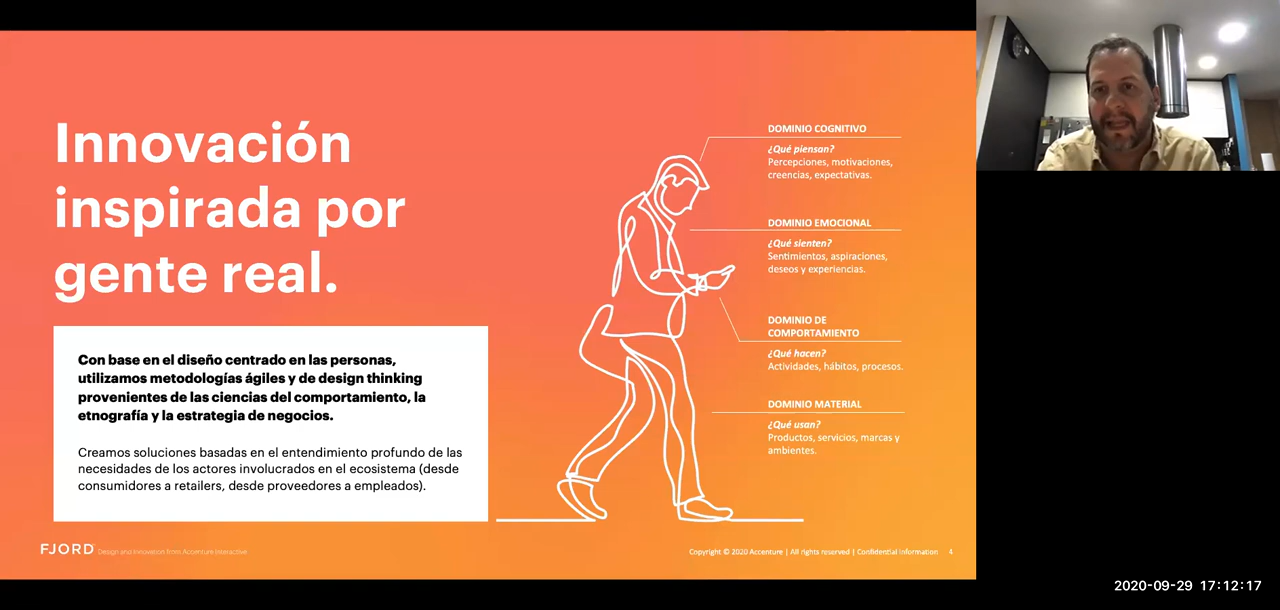 Innovación
inspirada por
gente real.
Con base en el diseño centrado en las personas,
utilizamos metodologías ágiles y de design thinking
provenientes de las ciencias del comportamiento, la
etnografía y la estrategia de negocios.
Creamos soluciones basadas en el entendimiento profundo de las
necesidades de los actores involucrados en el ecosistema (desde
consumidores a retailers, desde proveedores a empleados).
DOMINIO COGNITIVO
¿Qué piensan?
Percepciones, motivaciones,
creencias, expectativas.
DOMINIO EMOCIONAL
¿Qué sienten?
Sentimientos, aspiraciones,
deseos y experiencias.
DOMINIO DE
COMPORTAMIENTO
¿Qué hacen?
Actividades, hábitos, procesos.
DOMINIO MATERIAL
¿Qué usan?
Productos, servicios, marcas y
ambientes.
FJORD Design and Innovation from Accenture Interactive
Copyright © 2020 Accenture | All rights reserved | Confidential Information 4
2020-09-29 17:12:17